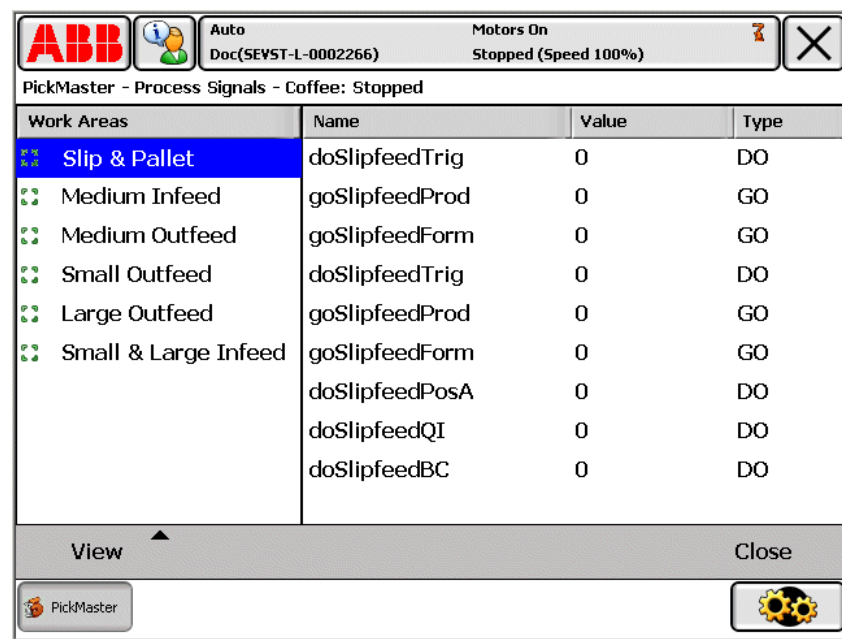 ABB
Auto Motors On
Doc(SEVST-L-0002266) Stopped (Speed 100%)
PickMaster - Process Signals - Coffee: Stopped
Work Areas Name Value Type
Slip & Pallet doSlipfeedTrig 0 DO
Medium Infeed goSlipfeedProd 0 GO
Medium Outfeed goSlipfeedForm 0 GO
Small Outfeed doSlipfeedTrig 0 DO
Large Outfeed goSlipfeedProd 0 GO
Small & Large Infeed goSlipfeedForm 0 GO
doSlipfeedPosA 0 DO
doSlipfeedQI 0 DO
doSlipfeedBC 0 DO
View Close
PickMaster